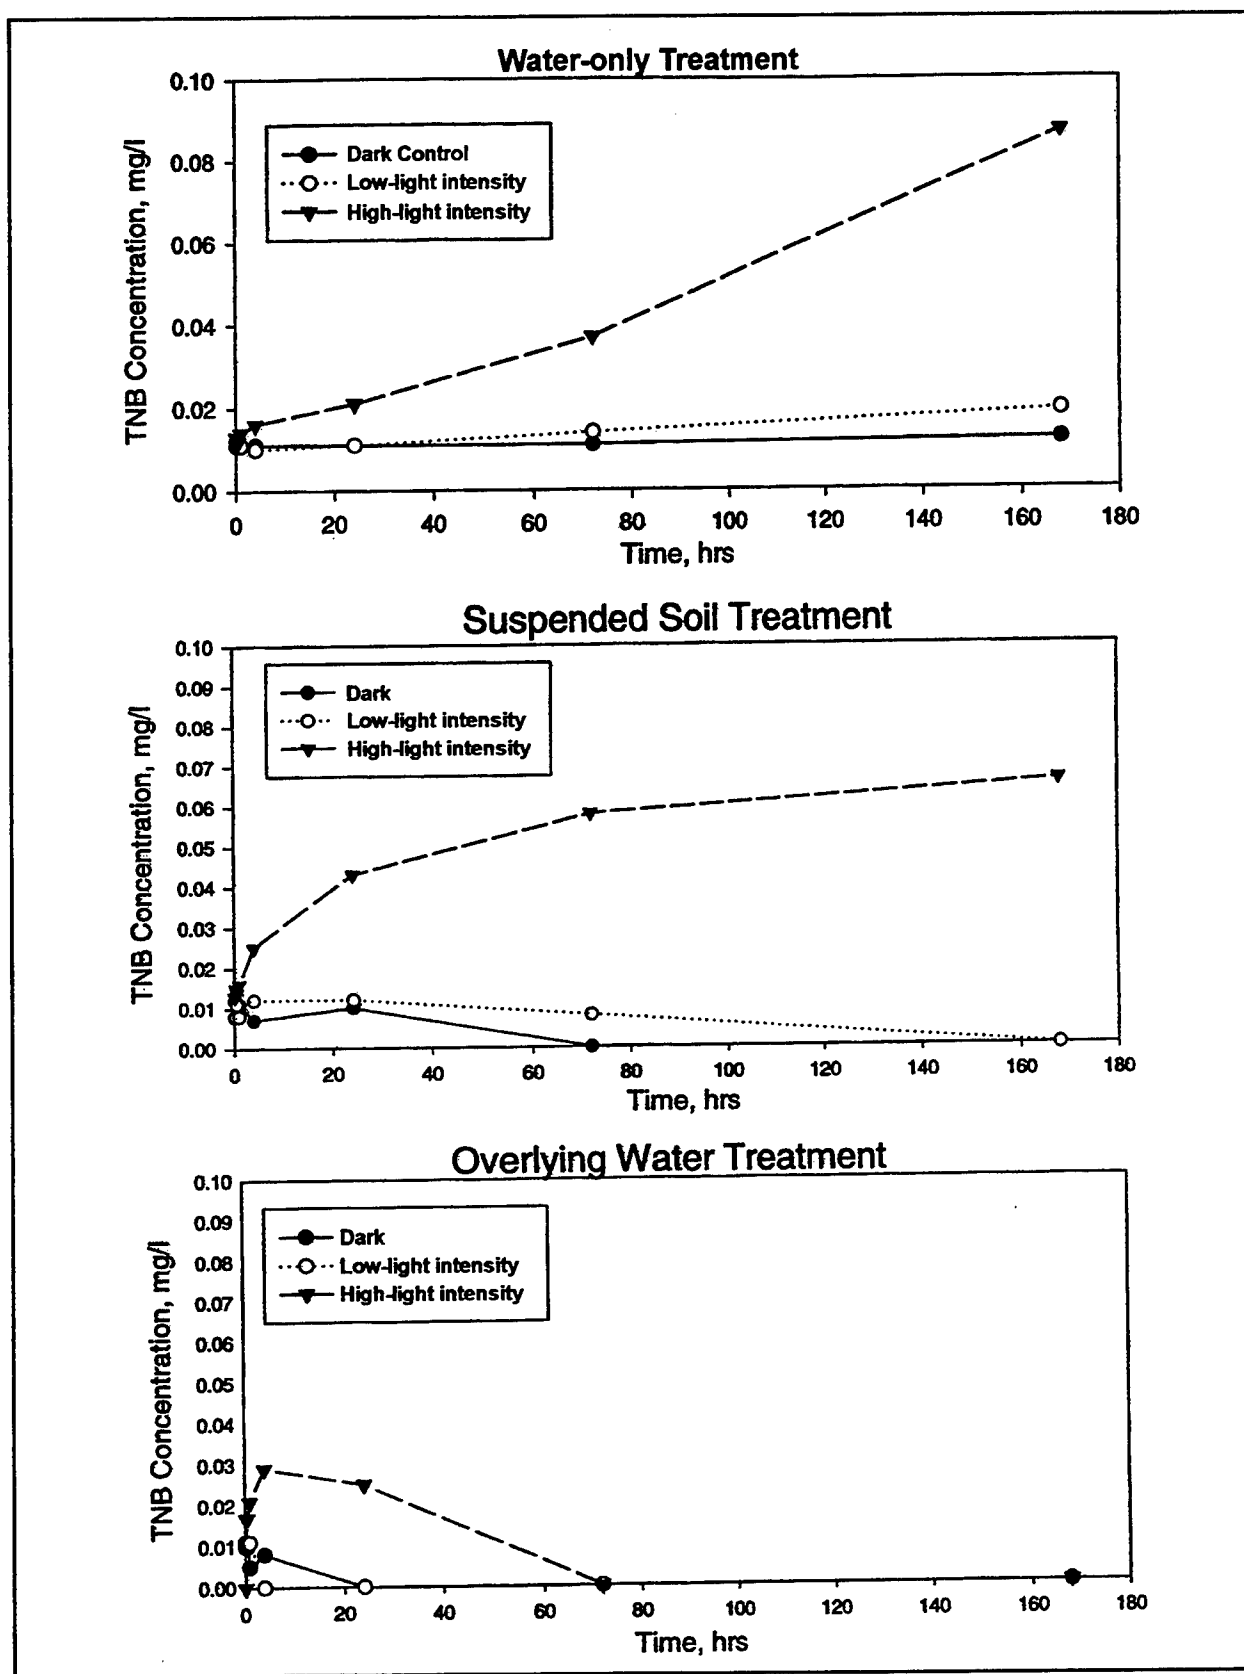 Water-only Treatment
TNB Concentration, mg/l
0.10
0.08
0.06
0.04
0.02
0.00
Dark Control
Low-light intensity
High-light intensity
0 20 40 60 80 100 120 140 160 180
Time, hrs
Suspended Soil Treatment
TNB Concentration, mg/l
0.10
0.09
0.08
0.07
0.06
0.05
0.04
0.03
0.02
0.01
0.00
Dark
Low-light intensity
High-light intensity
0 20 40 60 80 100 120 140 160 180
Time, hrs
Overlying Water Treatment
TNB Concentration, mg/l
0.10
0.09
0.08
0.07
0.06
0.05
0.04
0.03
0.02
0.01
0.00
Dark
Low-light intensity
High-light intensity
0 20 40 60 80 100 120 140 160 180
Time, hrs